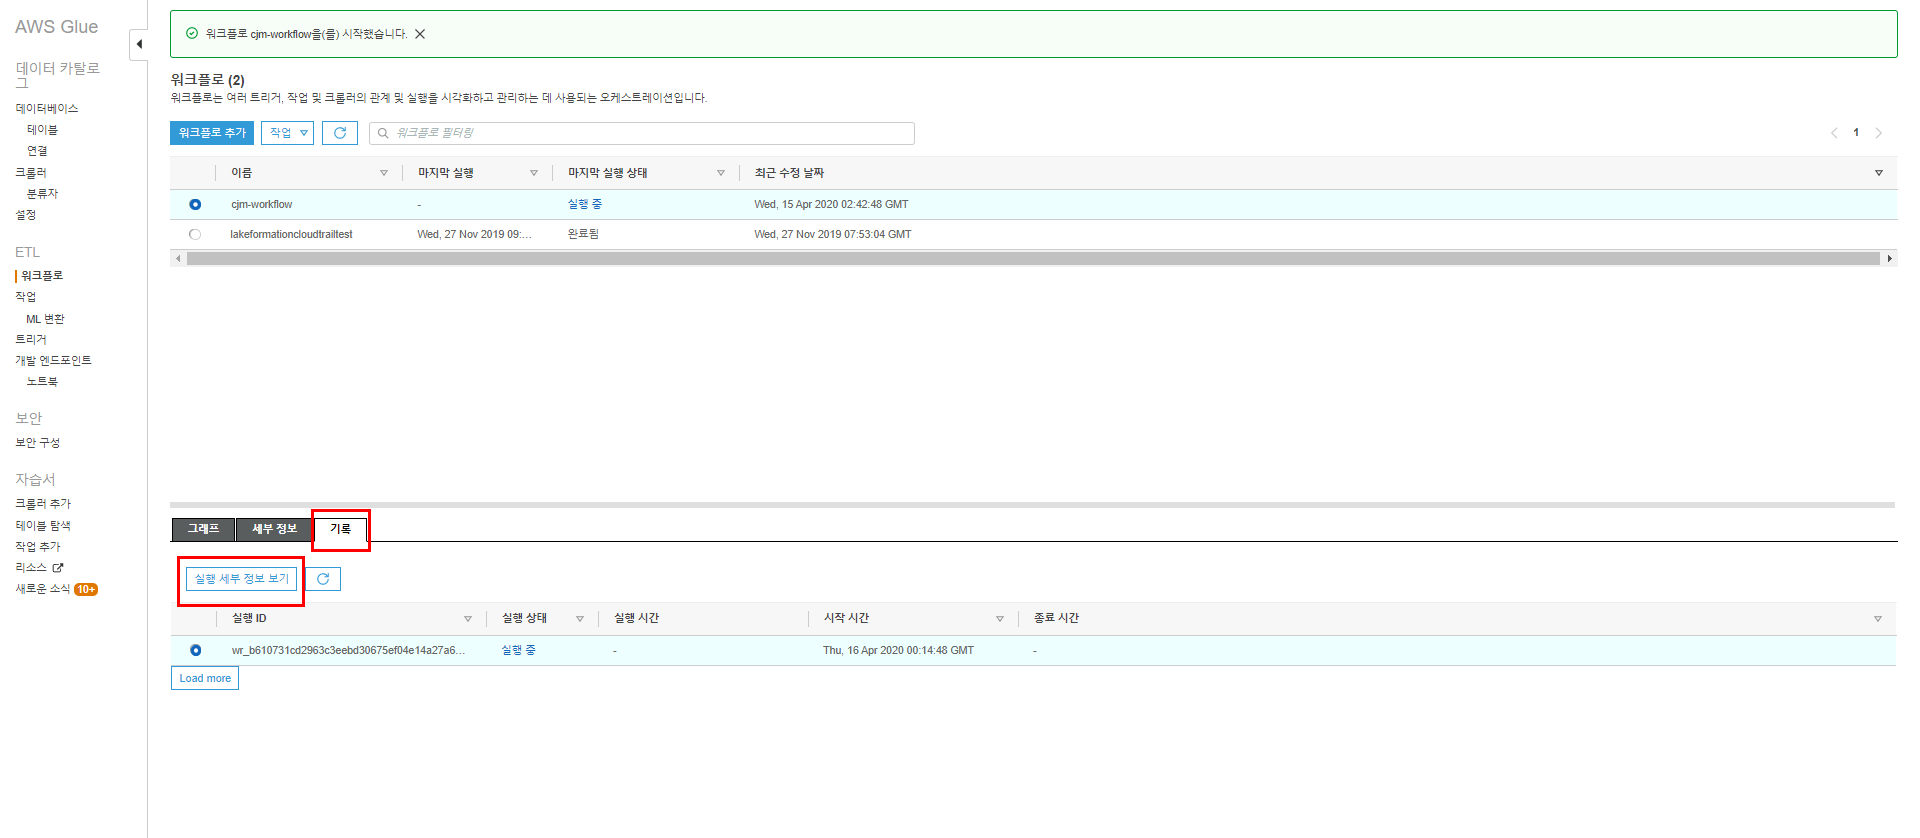 AWS Glue
데이터 카탈로
그
데이터베이스
테이블
연결
크롤러
분류자
설정
ETL
워크플로
작업
ML 변환
트리거
개발 엔드포인트
노트북
보안
보안 구성
자습서
크롤러 추가
테이블 탐색
작업 추가
리소스
새로운 소식 10+
워크플로 cjm-workflow을(를) 시작했습니다.
워크플로 (2)
워크플로는 여러 트리거, 작업 및 크롤러의 관계 및 실행을 시각화하고 관리하는 데 사용되는 오케스트레이션입니다.
워크플로 추가 작업 워크플로 필터링 1
이름 마지막 실행 마지막 실행 상태 최근 수정 날짜
cjm-workflow - 실행 중 Wed, 15 Apr 2020 02:42:48 GMT
lakeformationcloudtrailtest Wed, 27 Nov 2019 09:... 완료됨 Wed, 27 Nov 2019 07:53:04 GMT
그래프 세부 정보 기록
실행 세부 정보 보기
실행 ID 실행 상태 실행 시간 시작 시간 종료 시간
wr_b610731cd2963c3eebd30675ef04e14a27a6... 실행 중 - Thu, 16 Apr 2020 00:14:48 GMT -
Load more